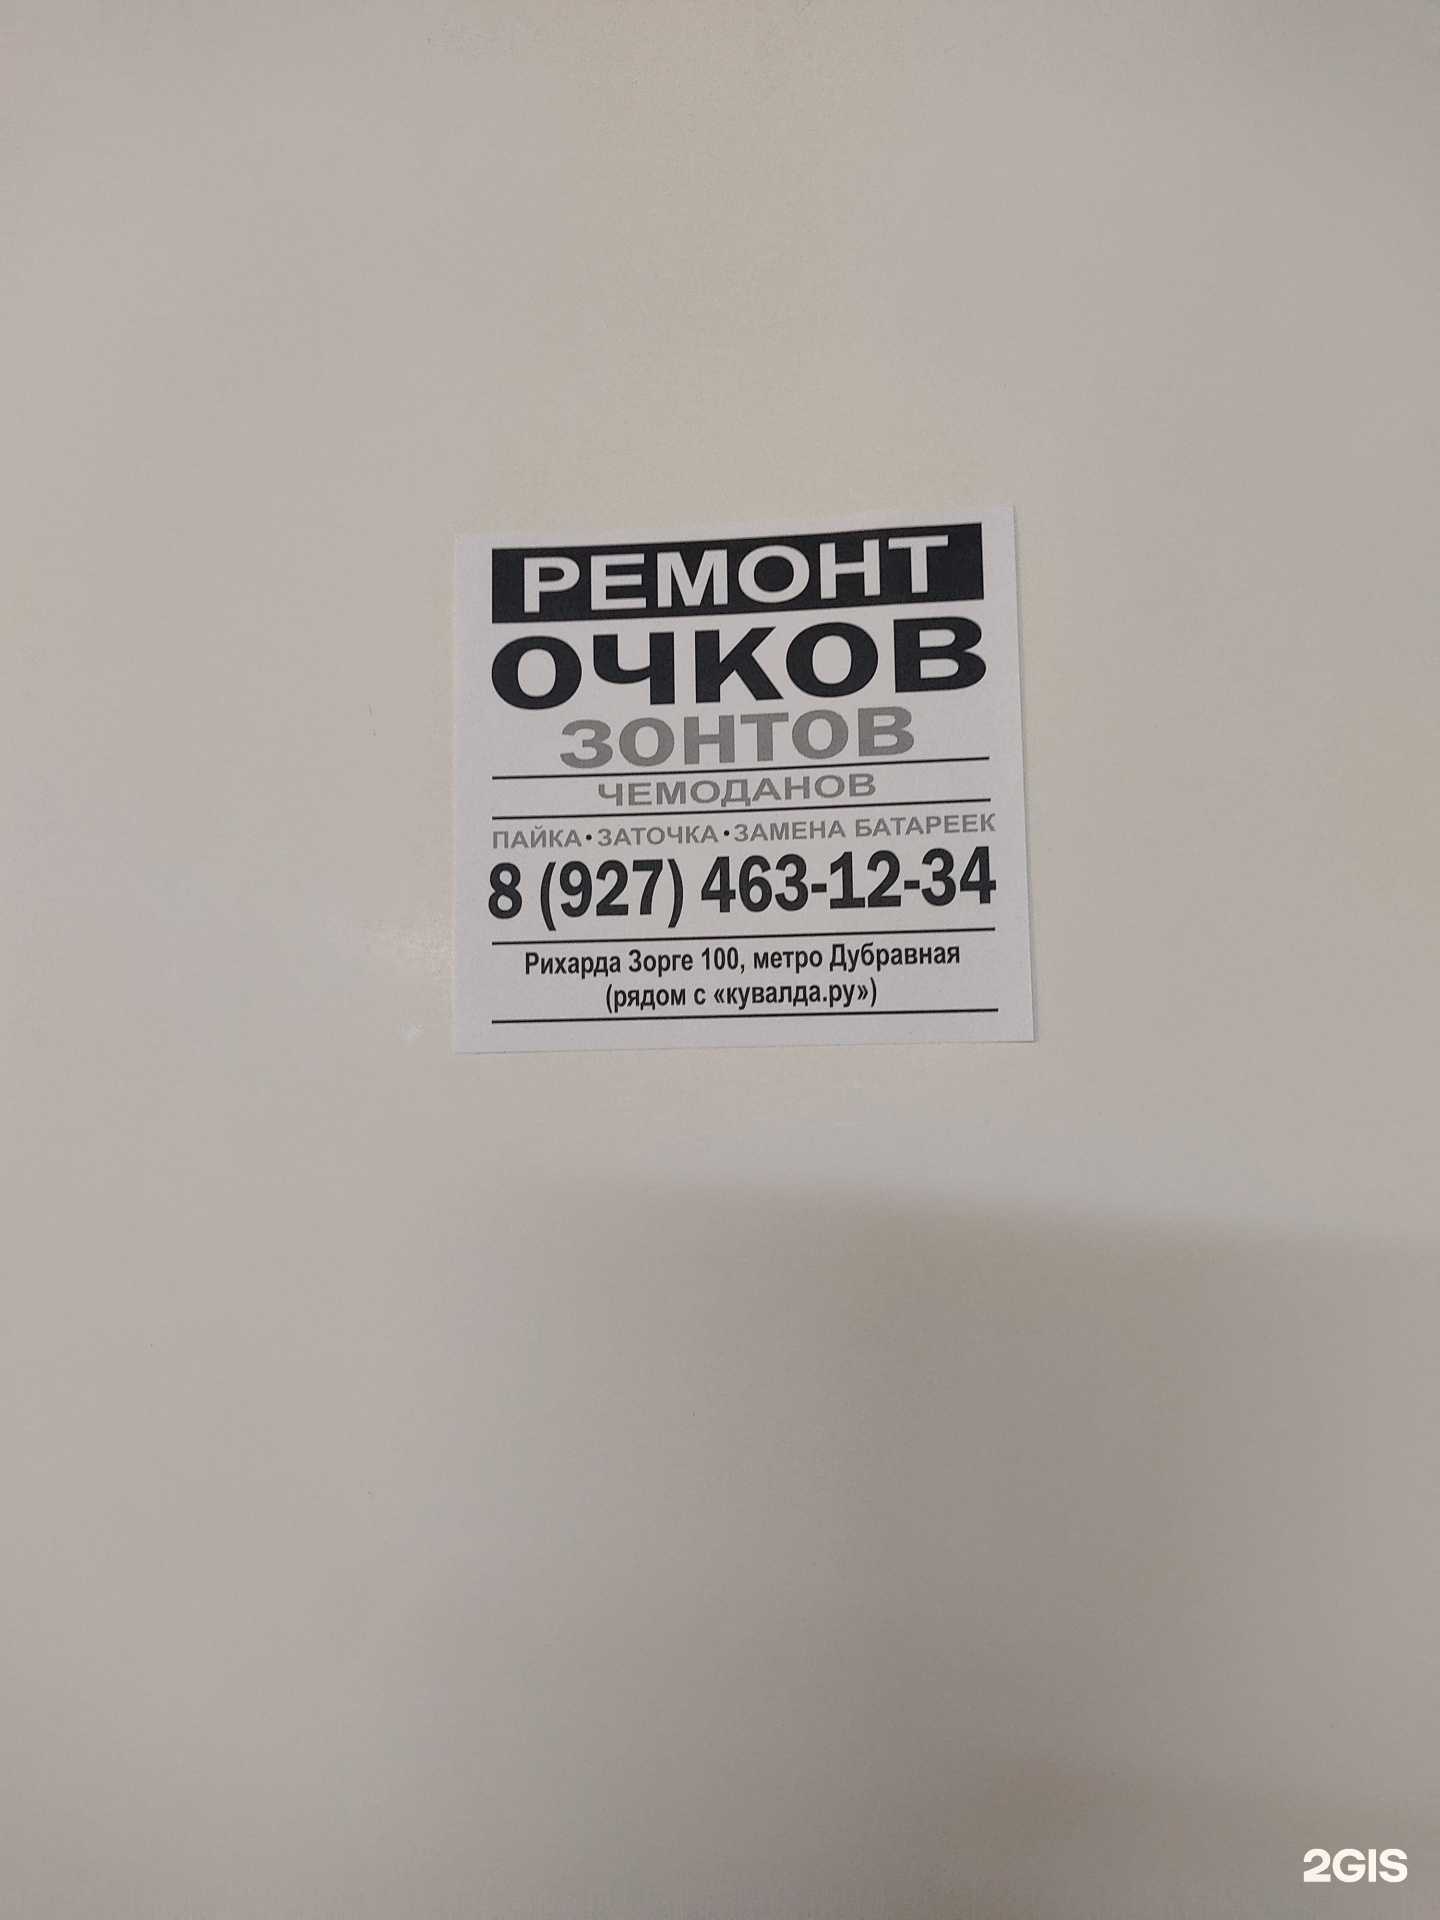 РЕМОНТ
ОЧКОВ
ЗОНТОВ
ЧЕМОДАНОВ
ПАЙКА•ЗАТОЧКА•ЗАМЕНА БАТАРЕЕК
8 (927) 463-12-34
Рихарда Зорге 100, метро Дубравная
(рядом с «кувалда.ру»)
2GIS